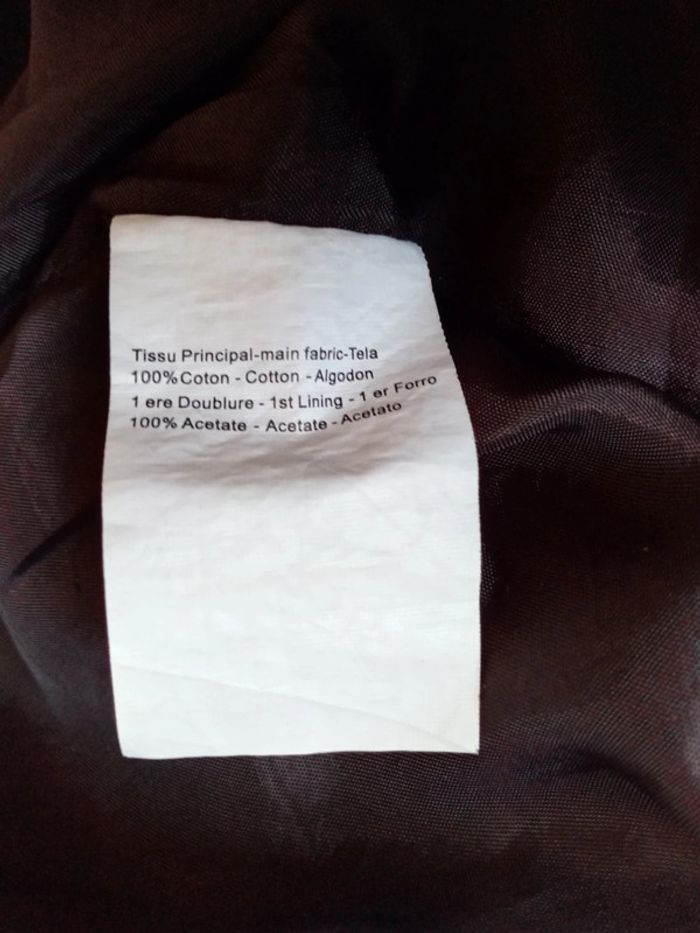 Tissu Principal-main fabric-Tela
100%Coton - Cotton - Algodon
1 ere Doublure - 1st Lining - 1 er Forro
100% Acetate - Acetate - Acetato